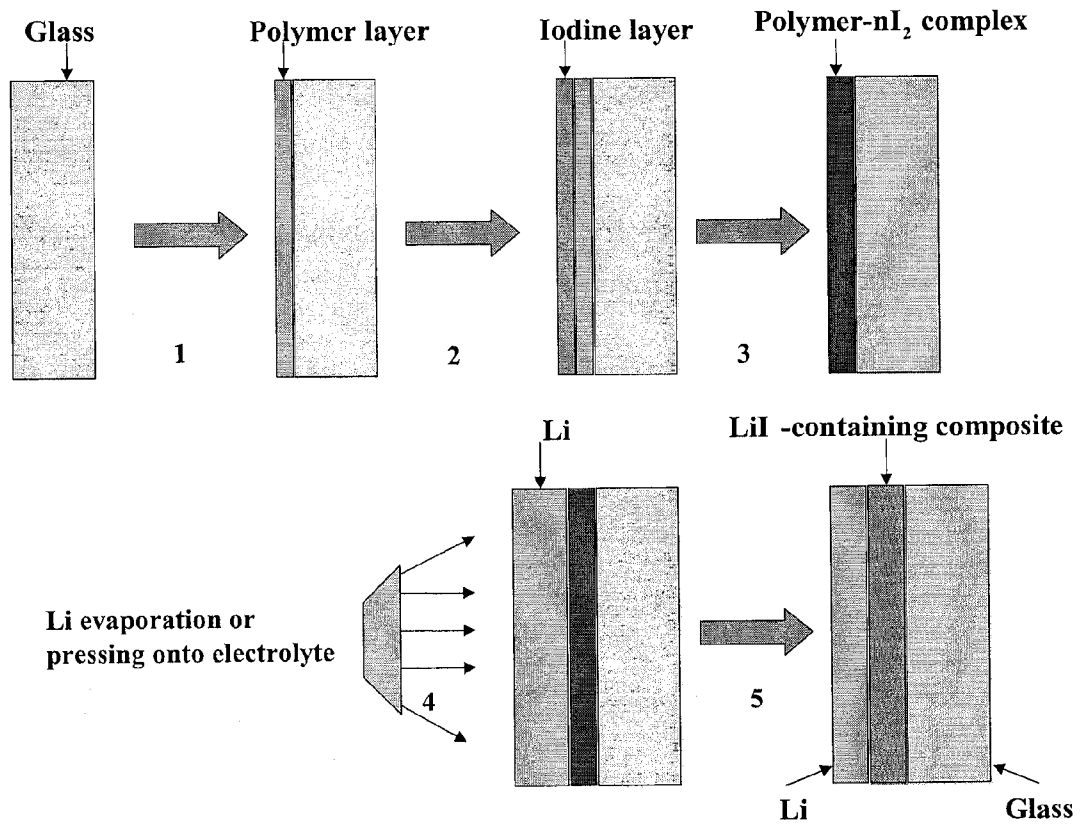 Glass
Polymer layer
Iodine layer
Polymer-nI₂ complex
1
2
3
Li
LiI -containing composite
Li evaporation or
pressing onto electrolyte
4
5
Li
Glass